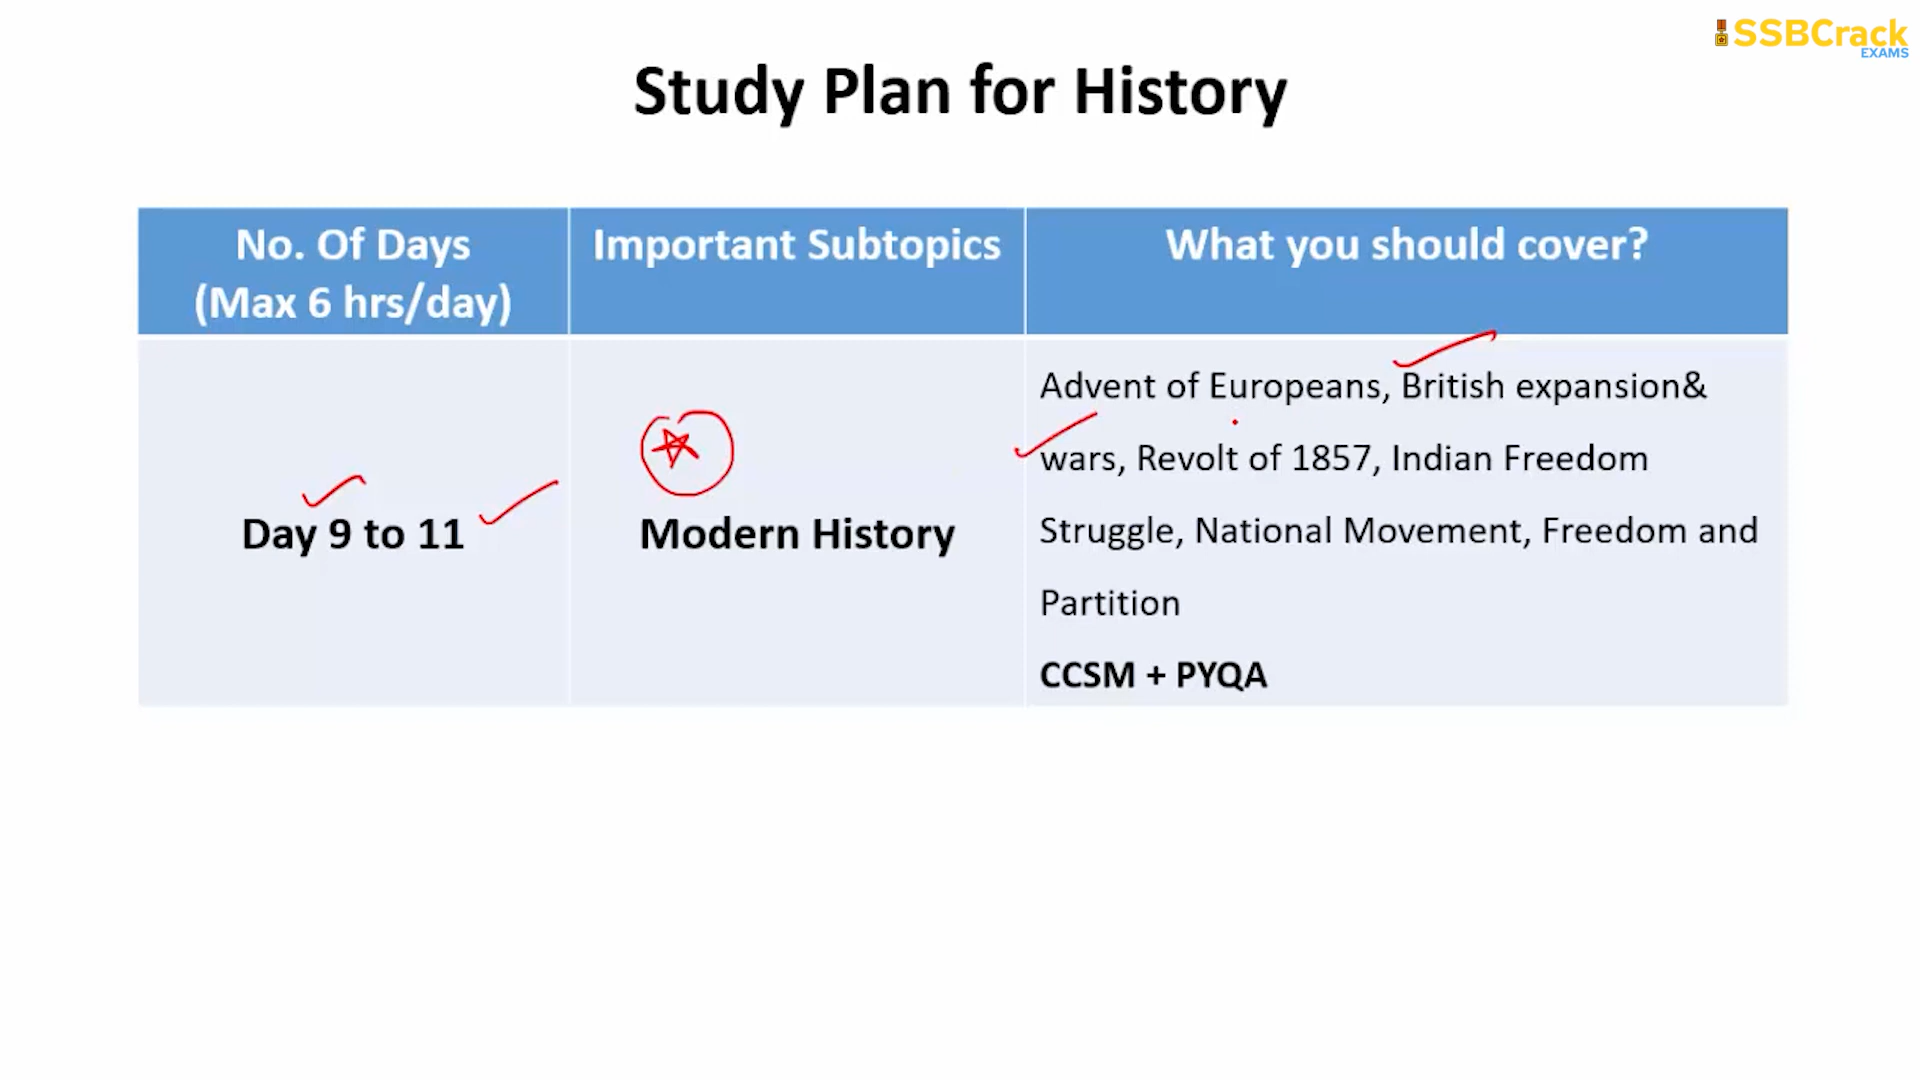 SSBCrack
EXAMS
Study Plan for History
No. Of Days
(Max 6 hrs/day)
Important Subtopics
What you should cover?
Day 9 to 11
Modern History
Advent of Europeans, British expansion&
wars, Revolt of 1857, Indian Freedom
Struggle, National Movement, Freedom and
Partition
CCSM + PYQA